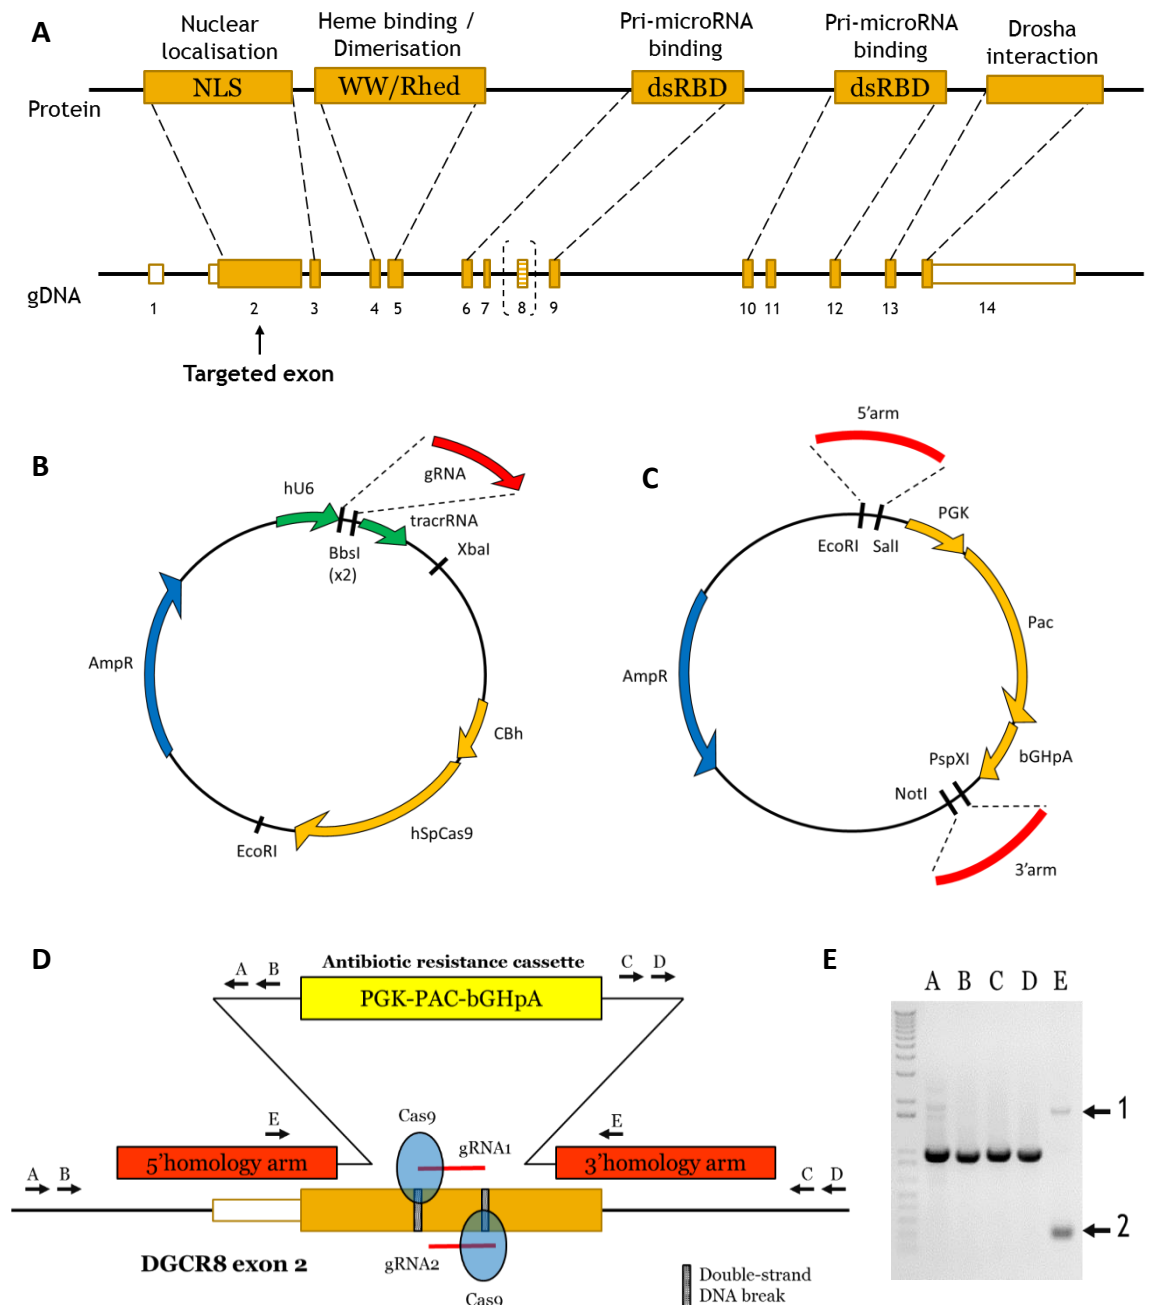 A
Nuclear
localisation
Heme binding /
Dimerisation
Pri-microRNA
binding
Pri-microRNA
binding
Drosha
interaction
Protein
NLS
WW/Rhed
dsRBD
dsRBD
gDNA
1
2
3
4
5
6
7
8
9
10
11
12
13
14
Targeted exon
B
gRNA
hU6
tracrRNA
BbsI
(x2)
XbaI
AmpR
CBh
hSpCas9
EcoRI
C
5'arm
EcoRI
SalI
PGK
Pac
AmpR
bGHpA
PspXI
NotI
3'arm
D
Antibiotic resistance cassette
A
B
C
D
PGK-PAC-bGHpA
Cas9
E
gRNA1
E
5'homology arm
3'homology arm
A
B
C
D
DGCR8 exon 2
gRNA2
Cas9
Double-strand
DNA break
E
A B C D E
1
2